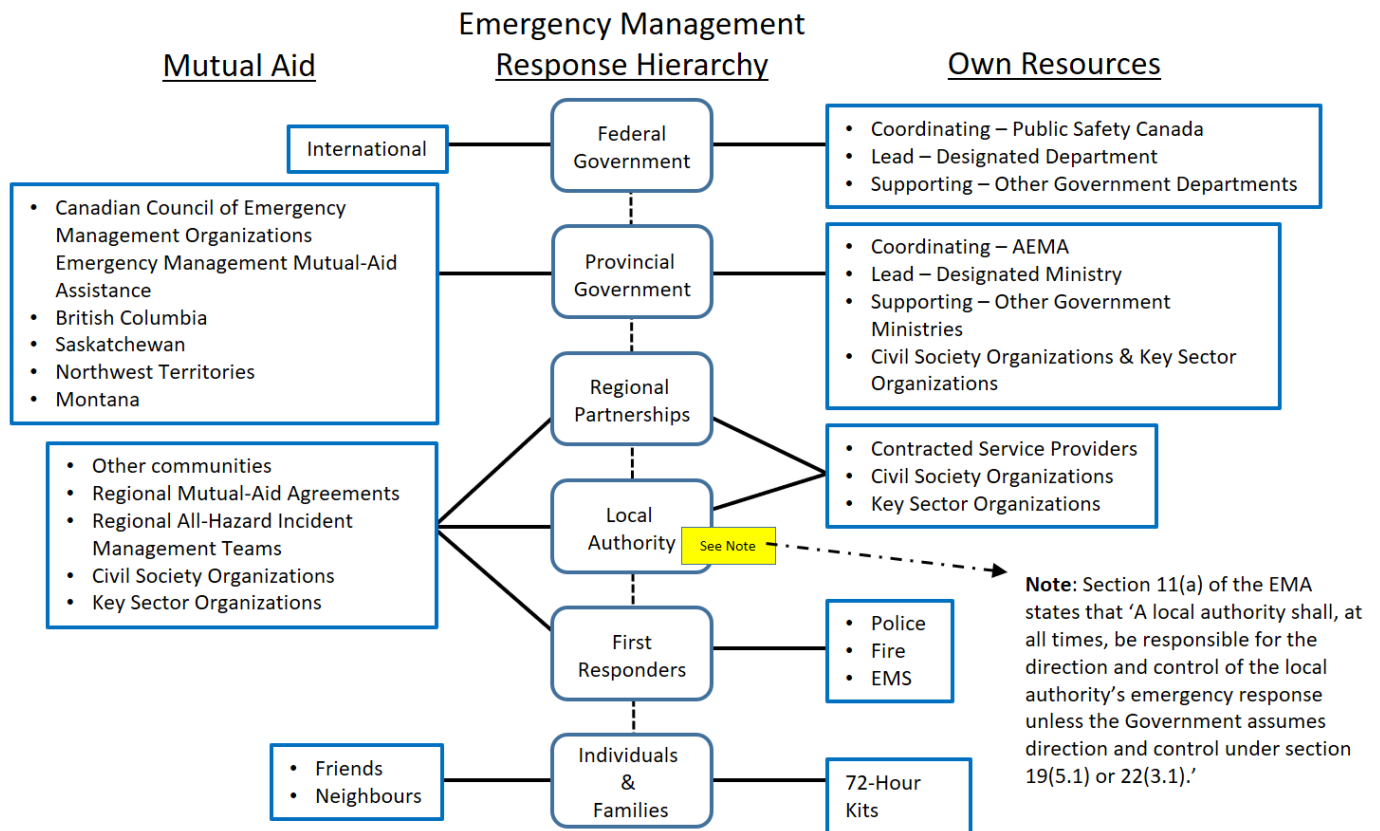 Emergency Management
Response Hierarchy
Mutual Aid
Own Resources
International
Federal
Government
• Coordinating – Public Safety Canada
• Lead – Designated Department
• Supporting – Other Government Departments
• Canadian Council of Emergency
Management Organizations
Emergency Management Mutual-Aid
Assistance
• British Columbia
• Saskatchewan
• Northwest Territories
• Montana
Provincial
Government
• Coordinating – AEMA
• Lead – Designated Ministry
• Supporting – Other Government
Ministries
• Civil Society Organizations & Key Sector
Organizations
Regional
Partnerships
• Other communities
• Regional Mutual-Aid Agreements
• Regional All-Hazard Incident
Management Teams
• Civil Society Organizations
• Key Sector Organizations
• Contracted Service Providers
• Civil Society Organizations
• Key Sector Organizations
Local
Authority
See Note
Note: Section 11(a) of the EMA
states that ‘A local authority shall, at
all times, be responsible for the
direction and control of the local
authority’s emergency response
unless the Government assumes
direction and control under section
19(5.1) or 22(3.1).’
First
Responders
• Police
• Fire
• EMS
• Friends
• Neighbours
Individuals
&
Families
72-Hour
Kits